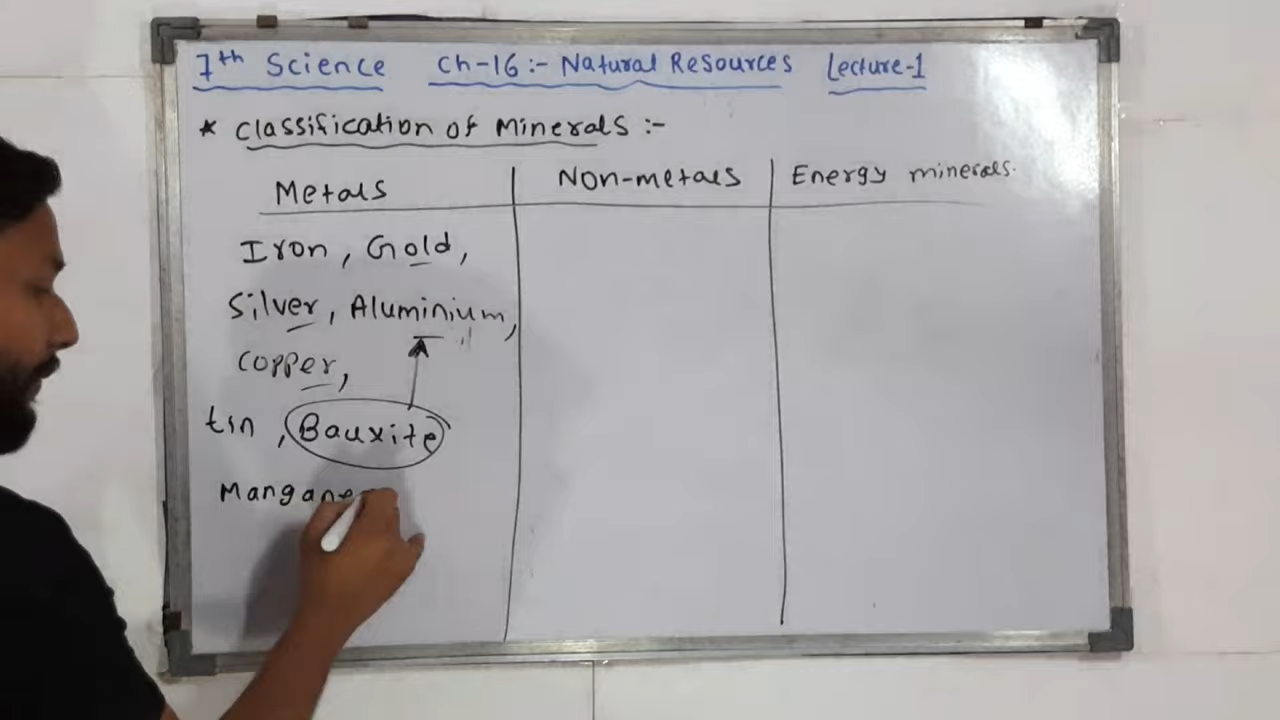 7th Science Ch-16:- Natural Resources Lecture-1
* Classification of Minerals :-
Metals Non-metals Energy minerals.
Iron, Gold,
Silver, Aluminium,
Copper,
tin, Bauxite